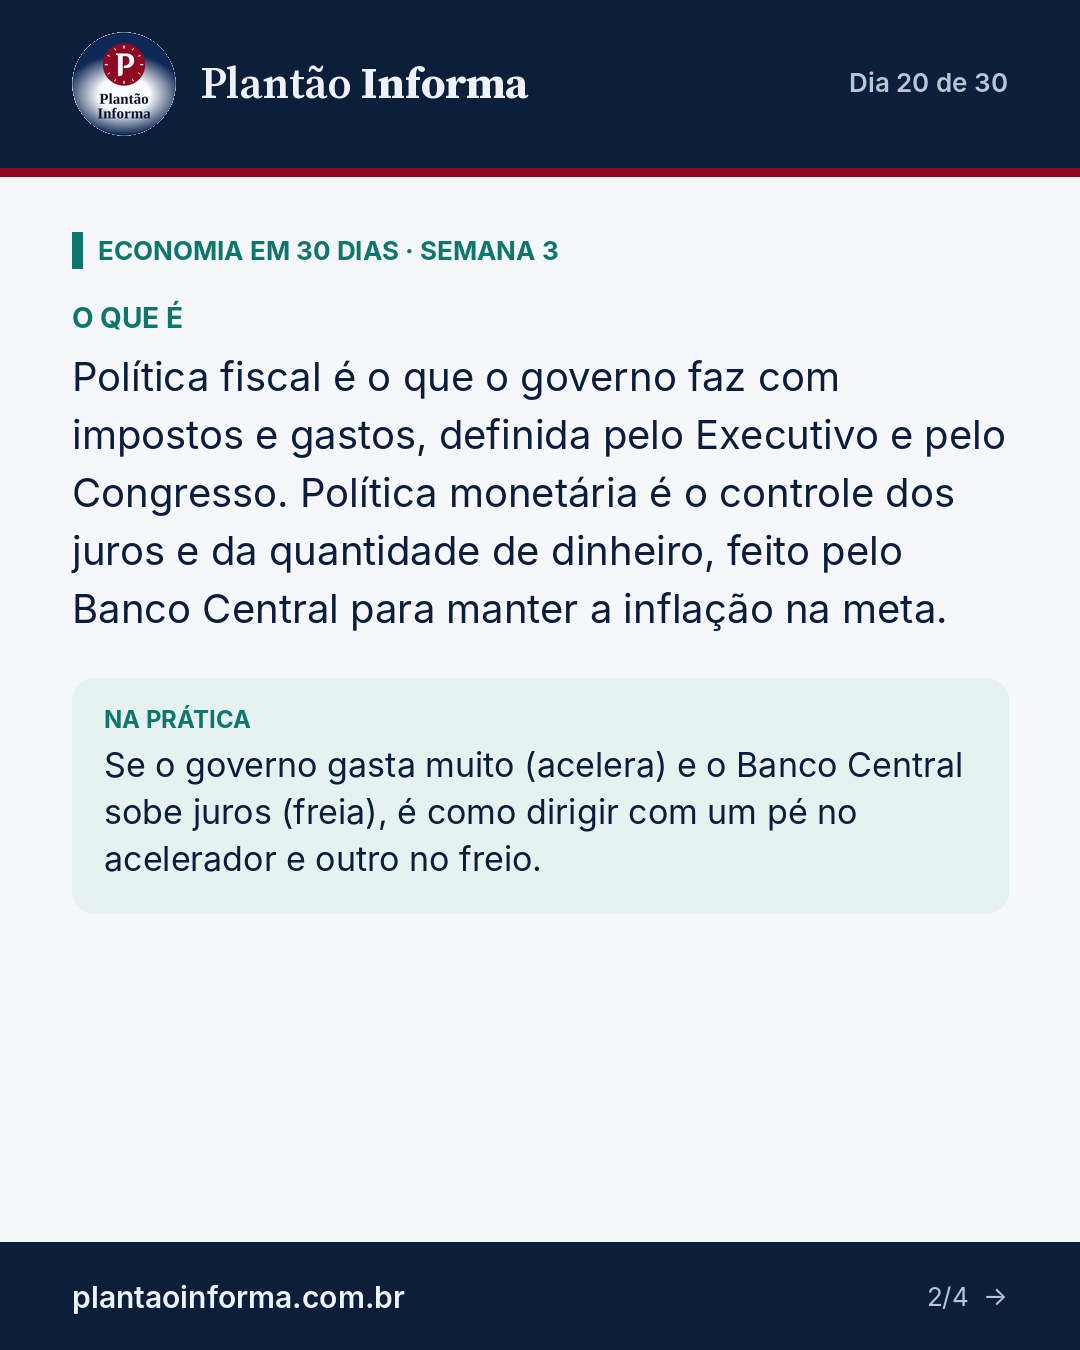 P
Plantão
Informa
Plantão Informa
Dia 20 de 30
ECONOMIA EM 30 DIAS · SEMANA 3
O QUE É
Política fiscal é o que o governo faz com
impostos e gastos, definida pelo Executivo e pelo
Congresso. Política monetária é o controle dos
juros e da quantidade de dinheiro, feito pelo
Banco Central para manter a inflação na meta.
NA PRÁTICA
Se o governo gasta muito (acelera) e o Banco Central
sobe juros (freia), é como dirigir com um pé no
acelerador e outro no freio.
plantaoinforma.com.br
2/4 →